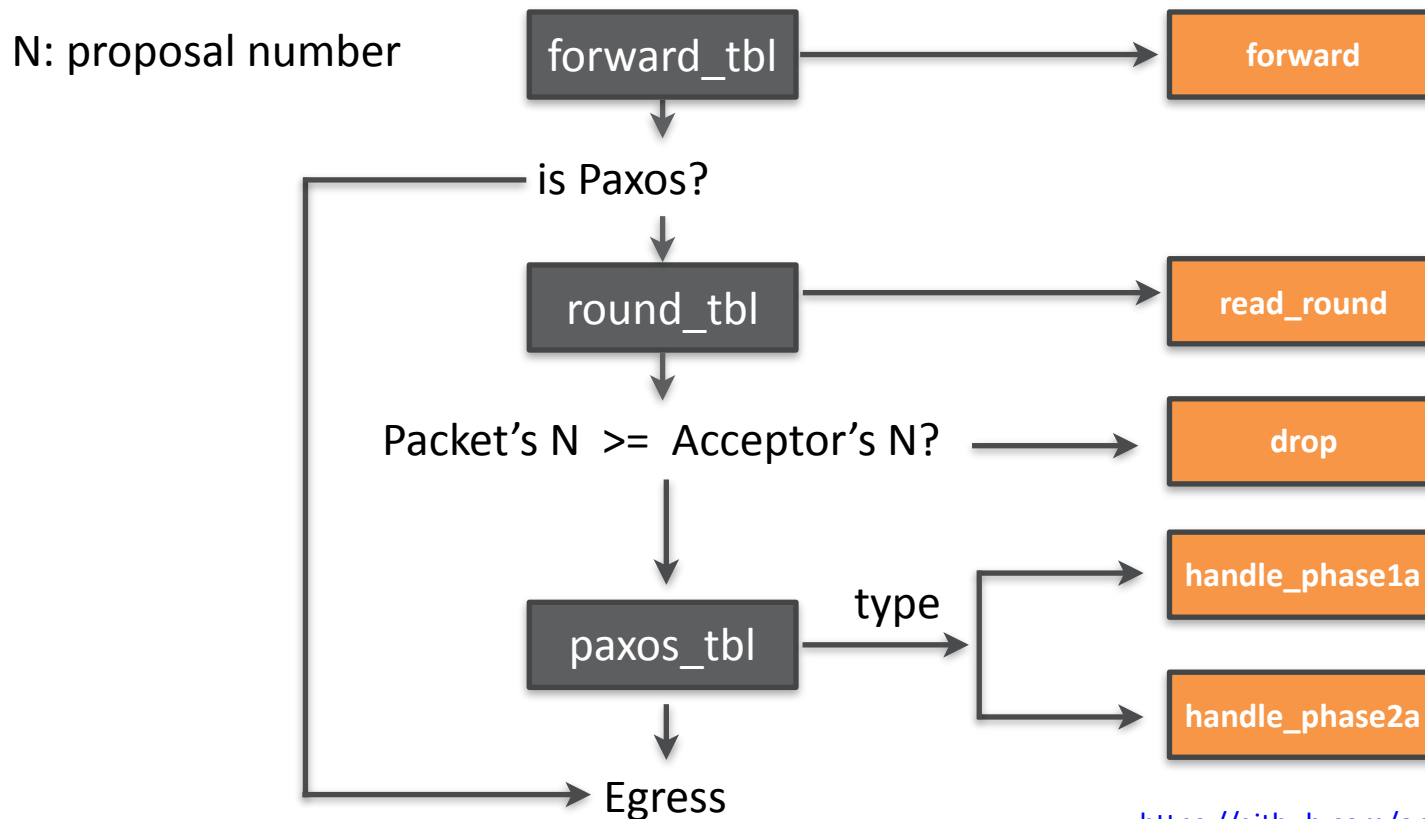 N: proposal number
forward_tbl
forward
is Paxos?
round_tbl
read_round
Packet's N >= Acceptor's N?
drop
handle_phase1a
type
paxos_tbl
handle_phase2a
Egress